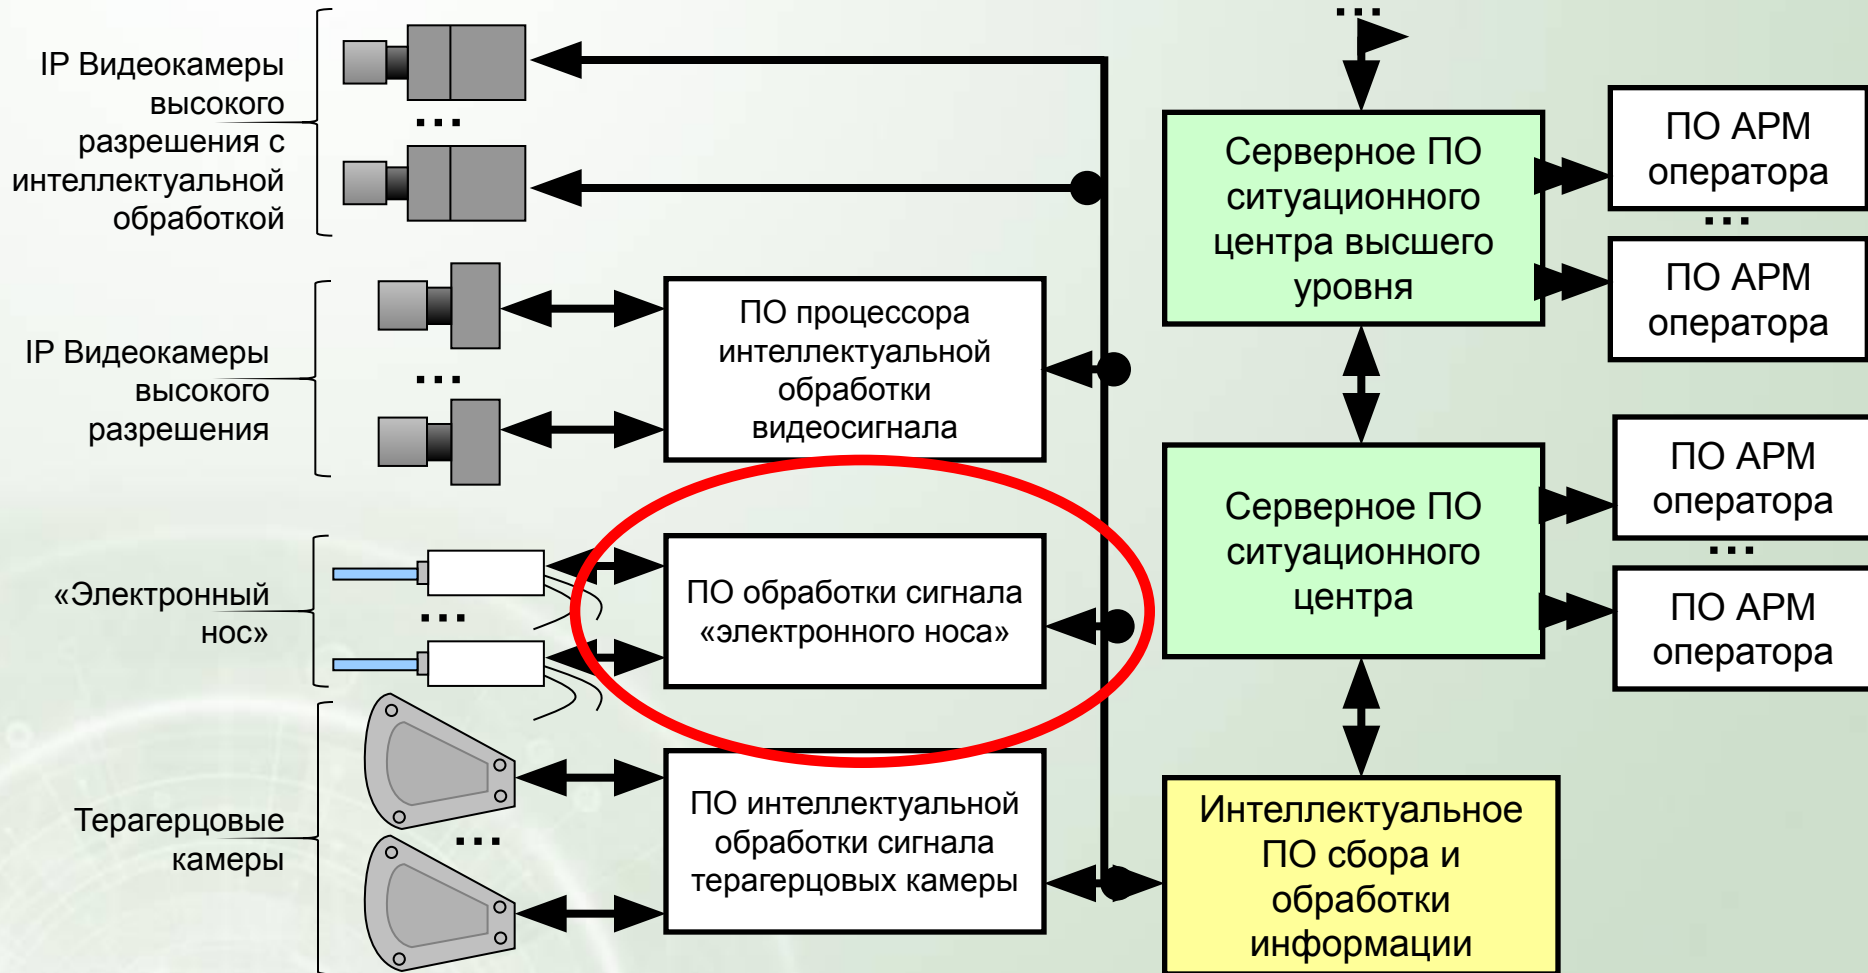 IP Видеокамеры
высокого
разрешения с
интеллектуальной
обработкой
...
IP Видеокамеры
высокого
разрешения
...
ПО процессора
интеллектуальной
обработки
видеосигнала
«Электронный
нос»
...
ПО обработки сигнала
«электронного носа»
Терагерцовые
камеры
...
ПО интеллектуальной
обработки сигнала
терагерцовых камеры
...
Серверное ПО
ситуационного
центра высшего
уровня
ПО АРМ
оператора
...
ПО АРМ
оператора
Серверное ПО
ситуационного
центра
ПО АРМ
оператора
...
ПО АРМ
оператора
Интеллектуальное
ПО сбора и
обработки
информации